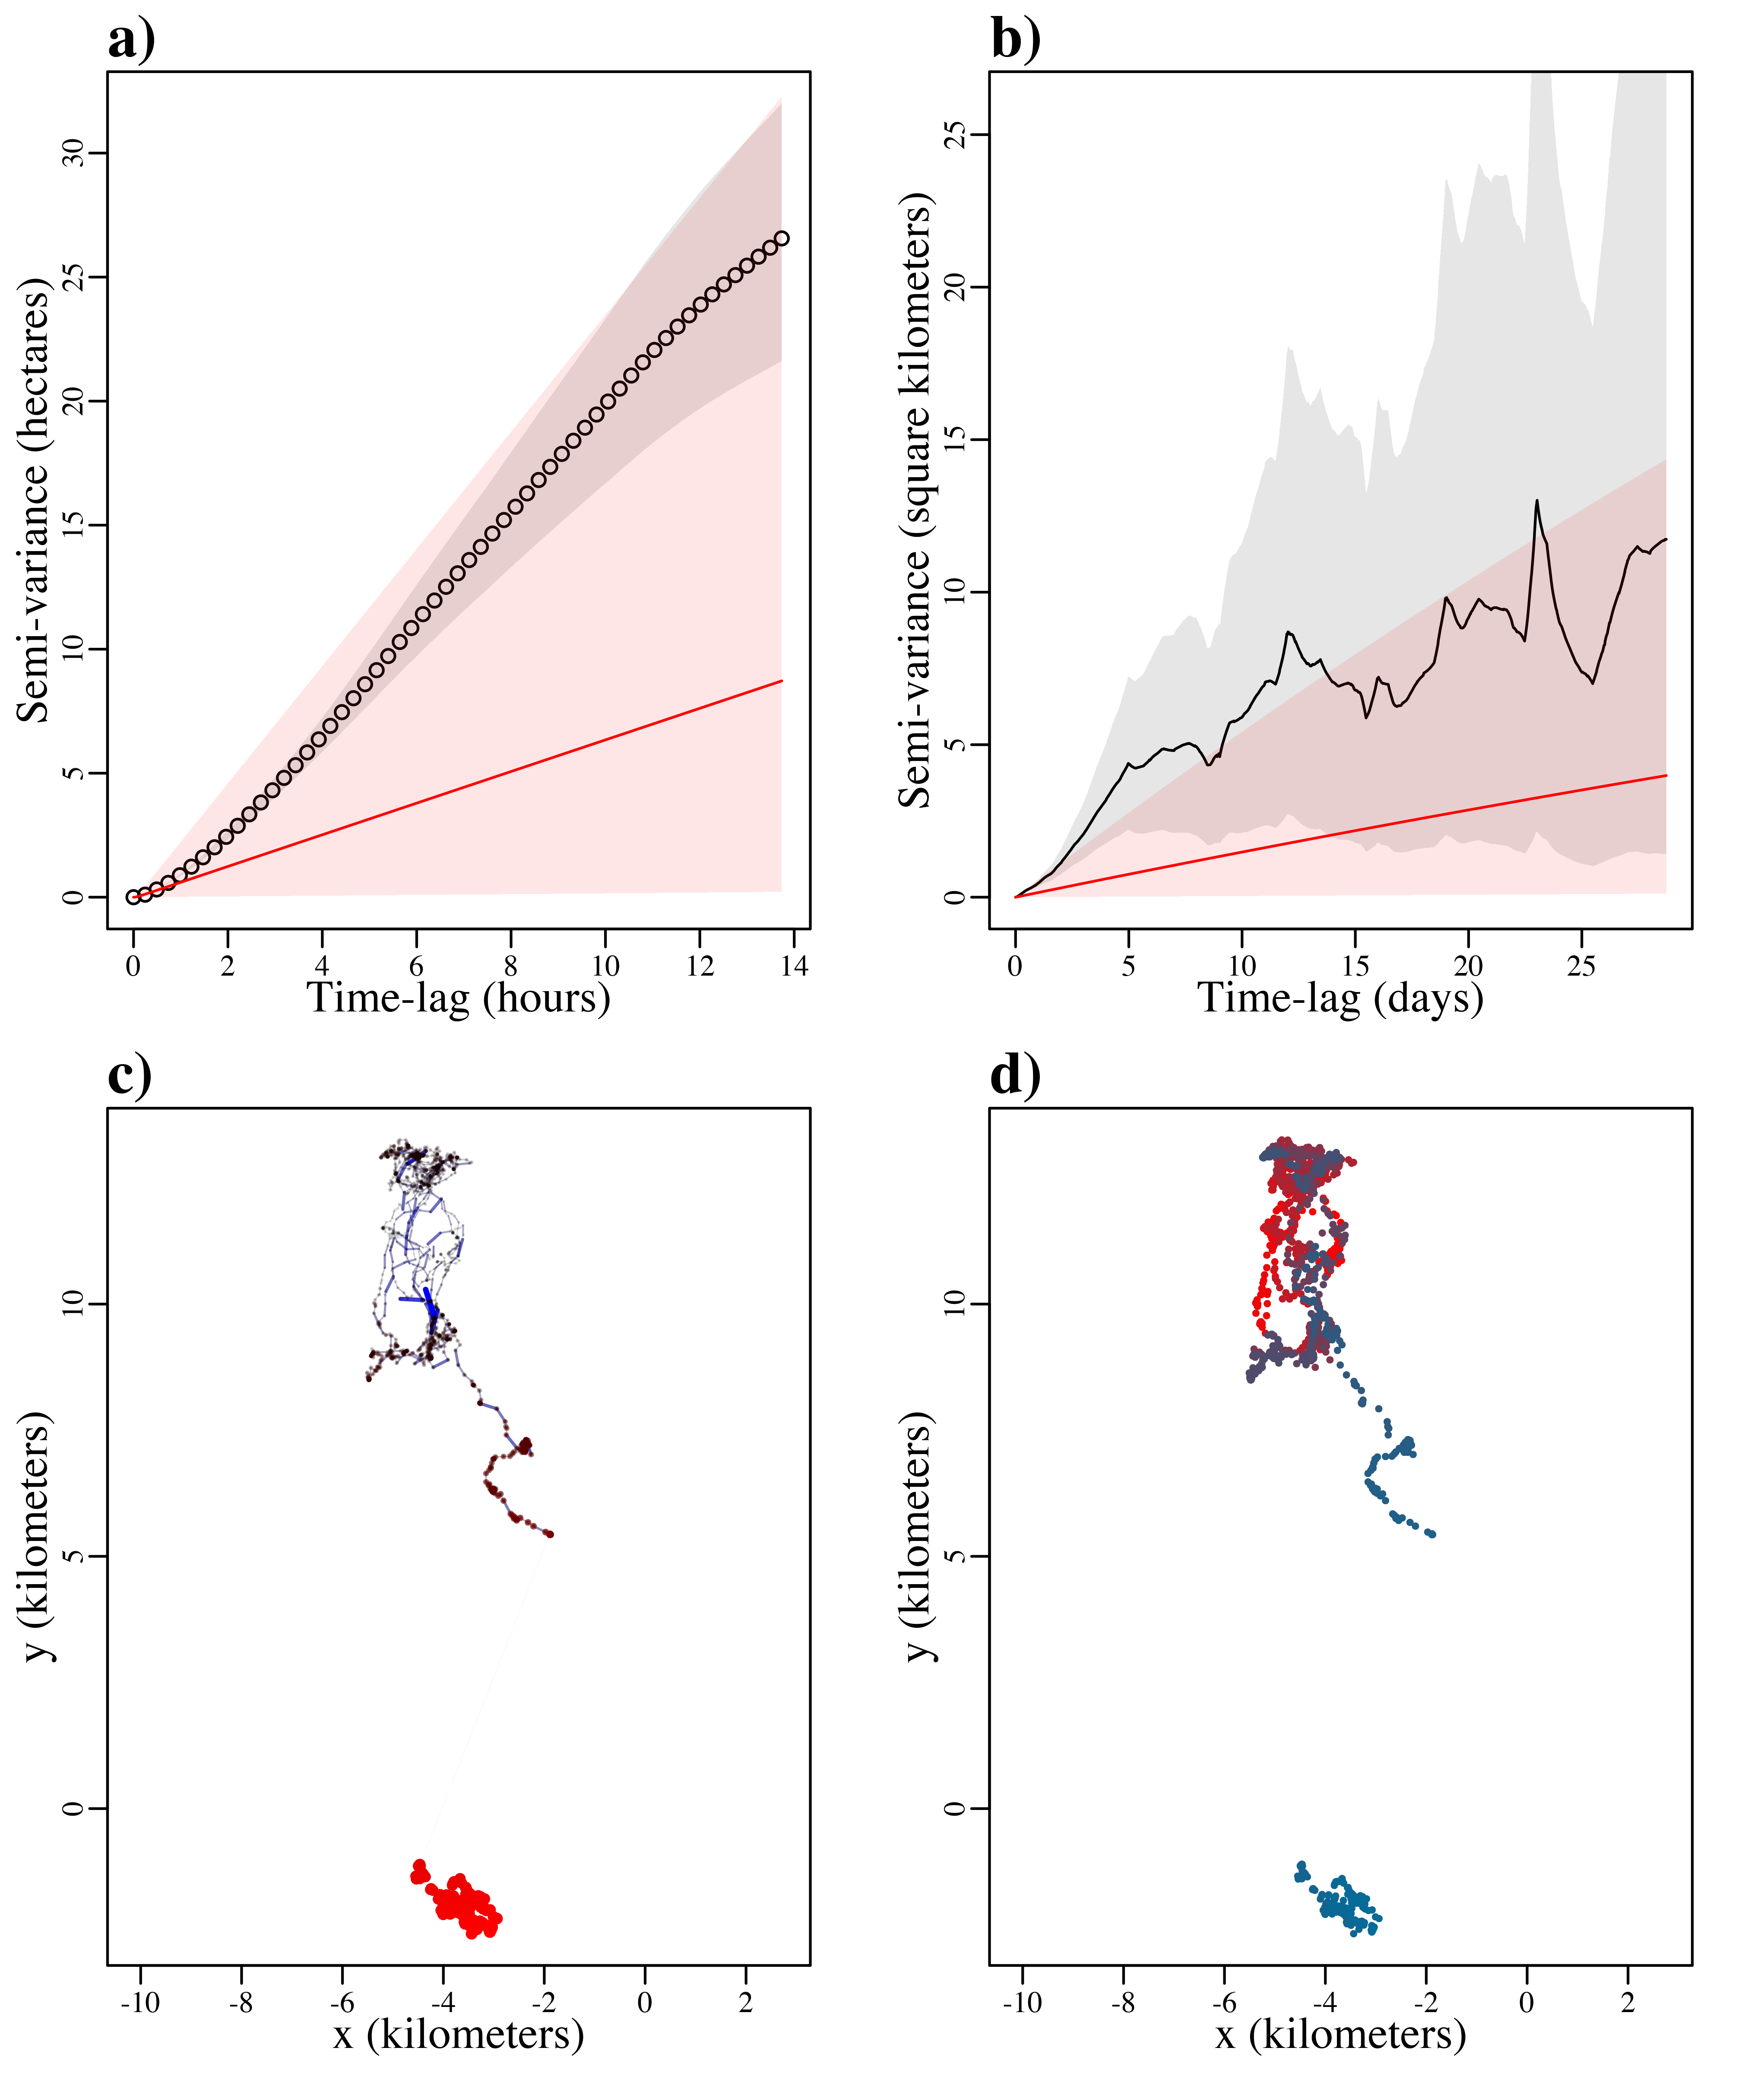 a)
Semi-variance (hectares)
0 5 10 15 20 25 30
0 2 4 6 8 10 12 14
Time-lag (hours)
b)
Semi-variance (square kilometers)
0 5 10 15 20 25
0 5 10 15 20 25
Time-lag (days)
c)
y (kilometers)
0 5 10
-10 -8 -6 -4 -2 0 2
x (kilometers)
d)
y (kilometers)
0 5 10
-10 -8 -6 -4 -2 0 2
x (kilometers)